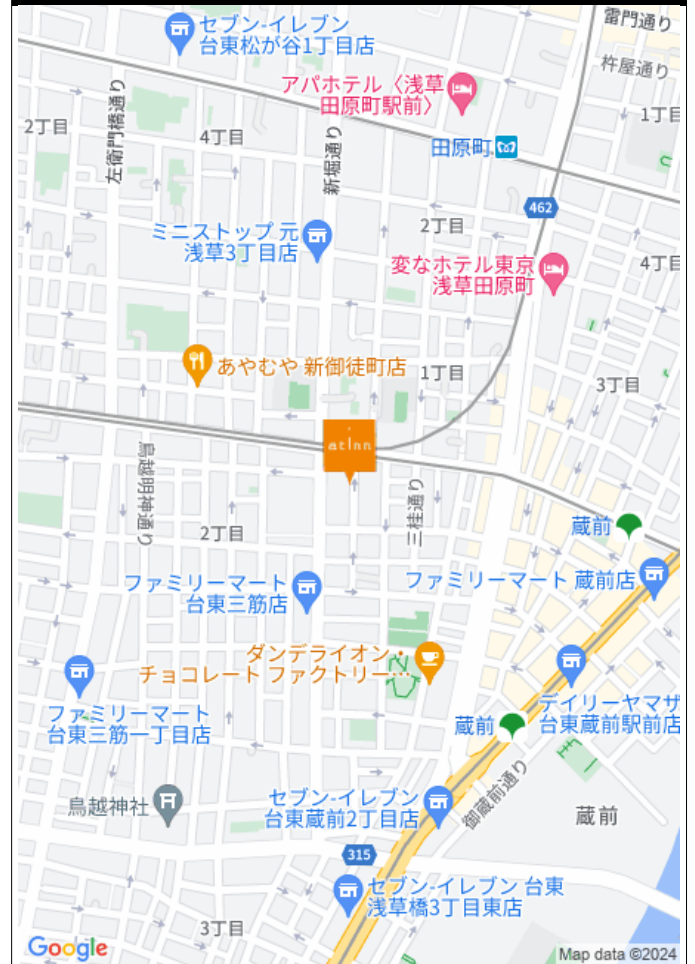 セブン-イレブン
台東松が谷1丁目店
雷門通り
杵屋通り
アパホテル〈浅草
田原町駅前〉
左衛門橋通り
2丁目
4丁目
新堀通り
1丁目
田原町
462
2丁目
ミニストップ 元
浅草3丁目店
変なホテル東京
浅草田原町
4丁目
あやむや 新御徒町店
1丁目
3丁目
at inn
鳥越明神通り
三桂通り
2丁目
蔵前
ファミリーマート
台東三筋店
ファミリーマート 蔵前店
ダンデライオン・
チョコレート ファクトリー…
ファミリーマート
台東三筋一丁目店
デイリーヤマザ
台東蔵前駅前店
蔵前
御蔵前通り
セブン-イレブン
台東蔵前2丁目店
鳥越神社
蔵前
315
セブン-イレブン 台東
浅草橋3丁目東店
3丁目
Google
Map data ©2024